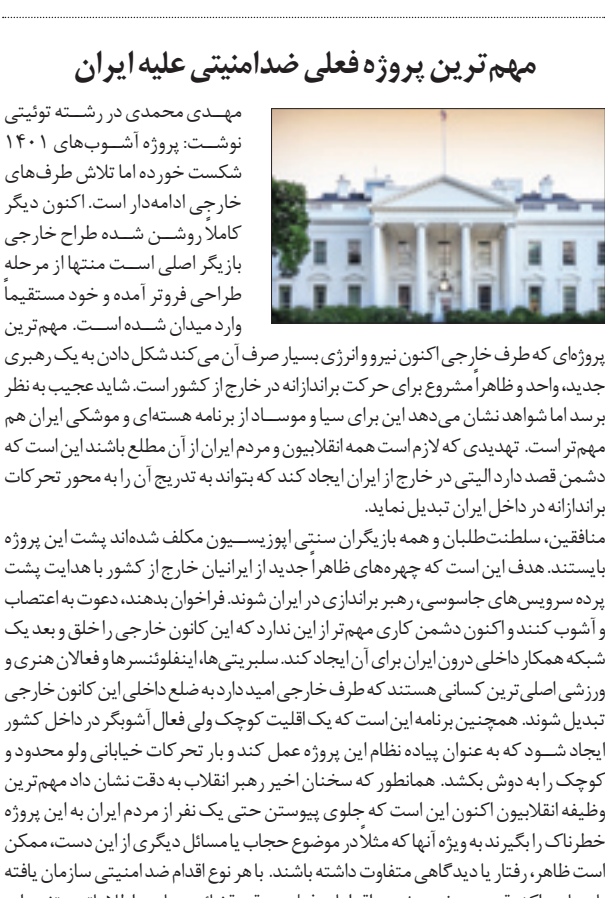 مهم‌ترین پروژه فعلی ضدامنیتی علیه ایران
مهـدی محمدی در رشـته توئیتی
نوشـت: پروژه آشـوب‌های ۱۴۰۱
شکست خورده اما تلاش طرف‌های
خارجی ادامه‌دار است. اکنون دیگر
کاملاً روشـن شـده طراح خارجی
بازیگر اصلی اسـت منتها از مرحله
طراحی فروتر آمده و خود مستقیماً
وارد میدان شـده اسـت. مهم‌ترین
پروژه‌ای که طرف خارجی اکنون نیرو و انرژی بسیار صرف آن می‌کند شکل دادن به یک رهبری
جدید، واحد و ظاهراً مشروع برای حرکت براندازانه در خارج از کشور است. شاید عجیب به نظر
برسد اما شواهد نشان می‌دهد این برای سیا و موسـاد از برنامه هسته‌ای و موشکی ایران هم
مهم‌تر است. تهدیدی که لازم است همه انقلابیون و مردم ایران از آن مطلع باشند این است که
دشمن قصد دارد الیتی در خارج از ایران ایجاد کند که بتواند به تدریج آن را به محور تحرکات
براندازانه در داخل ایران تبدیل نماید.
منافقین، سلطنت‌طلبان و همه بازیگران سنتی اپوزیسـیون مکلف شده‌اند پشت این پروژه
بایستند. هدف این است که چهره‌های ظاهراً جدید از ایرانیان خارج از کشور با هدایت پشت
پرده سرویس‌های جاسوسی، رهبر براندازی در ایران شوند. فراخوان بدهند، دعوت به اعتصاب
و آشوب کنند و اکنون دشمن کاری مهم‌تر از این ندارد که این کانون خارجی را خلق و بعد یک
شبکه همکار داخلی درون ایران برای آن ایجاد کند. سلبریتی‌ها، اینفلوئنسرها و فعالان هنری و
ورزشی اصلی‌ترین کسانی هستند که طرف خارجی امید دارد به ضلع داخلی این کانون خارجی
تبدیل شوند. همچنین برنامه این است که یک اقلیت کوچک ولی فعال آشوبگر در داخل کشور
ایجاد شـود که به عنوان پیاده نظام این پروژه عمل کند و بار تحرکات خیابانی ولو محدود و
کوچک را به دوش بکشد. همانطور که سخنان اخیر رهبر انقلاب به دقت نشان داد مهم‌ترین
وظیفه انقلابیون اکنون این است که جلوی پیوستن حتی یک نفر از مردم ایران به این پروژه
خطرناک را بگیرند به ویژه آنها که مثلاً در موضوع حجاب یا مسائل دیگری از این دست، ممکن
است ظاهر، رفتار یا دیدگاهی متفاوت داشته باشند. با هر نوع اقدام ضد امنیتی سازمان یافته